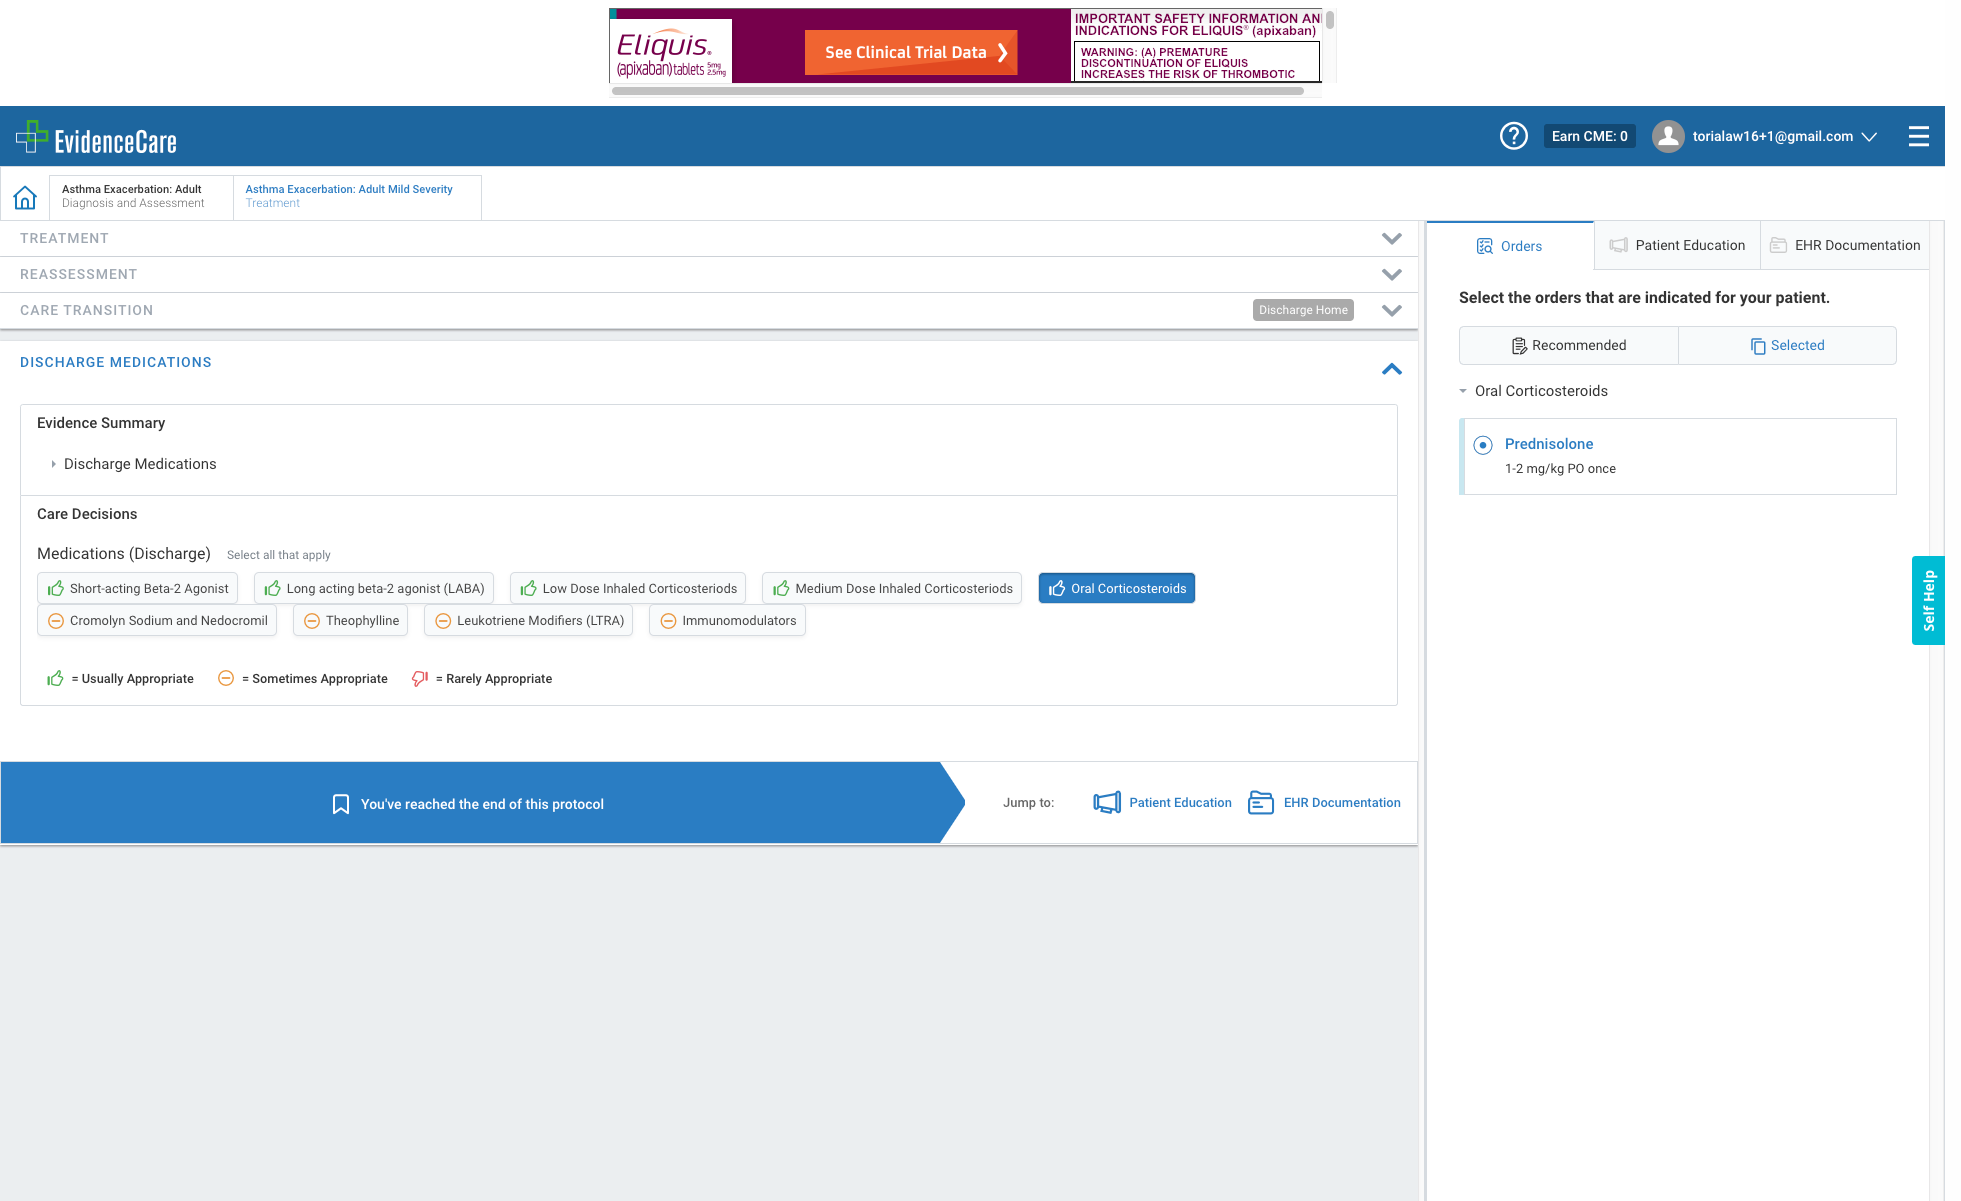 Eliquis.
(apixaban) tablets 5mg 2.5mg
See Clinical Trial Data
IMPORTANT SAFETY INFORMATION AN
INDICATIONS FOR ELIQUIS® (apixaban)
WARNING: (A) PREMATURE
DISCONTINUATION OF ELIQUIS
INCREASES THE RISK OF THROMBOTIC
EvidenceCare
Earn CME: 0
torialaw16+1@gmail.com
Asthma Exacerbation: Adult
Diagnosis and Assessment
Asthma Exacerbation: Adult Mild Severity
Treatment
TREATMENT
REASSESSMENT
CARE TRANSITION
Discharge Home
DISCHARGE MEDICATIONS
Evidence Summary
Discharge Medications
Care Decisions
Medications (Discharge) Select all that apply
Short-acting Beta-2 Agonist
Long acting beta-2 agonist (LABA)
Low Dose Inhaled Corticosteriods
Medium Dose Inhaled Corticosteriods
Oral Corticosteroids
Cromolyn Sodium and Nedocromil
Theophylline
Leukotriene Modifiers (LTRA)
Immunomodulators
= Usually Appropriate
= Sometimes Appropriate
= Rarely Appropriate
You've reached the end of this protocol
Jump to:
Patient Education
EHR Documentation
Orders
Patient Education
EHR Documentation
Select the orders that are indicated for your patient.
Recommended
Selected
Oral Corticosteroids
Prednisolone
1-2 mg/kg PO once
Self Help